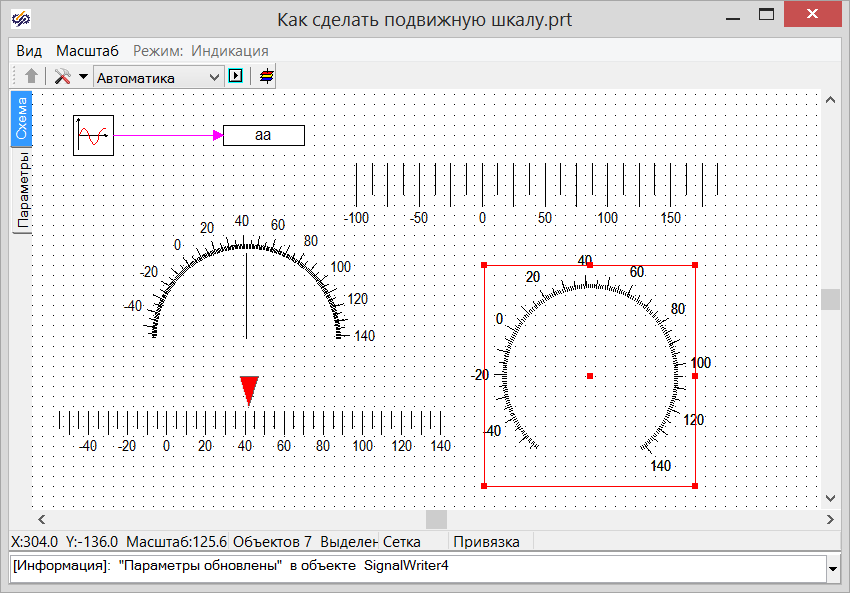 Как сделать подвижную шкалу.prt
Вид Масштаб Режим: Индикация
Автоматика
Схема
Параметры
aa
-100 -50 0 50 100 150
-40 -20 0 20 40 60 80 100 120 140
-40 -20 0 20 40 60 80 100 120 140
-40 -20 0 20 40 60 80 100 120 140
X:304.0 Y:-136.0 Масштаб:125.6 Объектов 7 Выделен Сетка Привязка
[Информация]: "Параметры обновлены" в объекте SignalWriter4